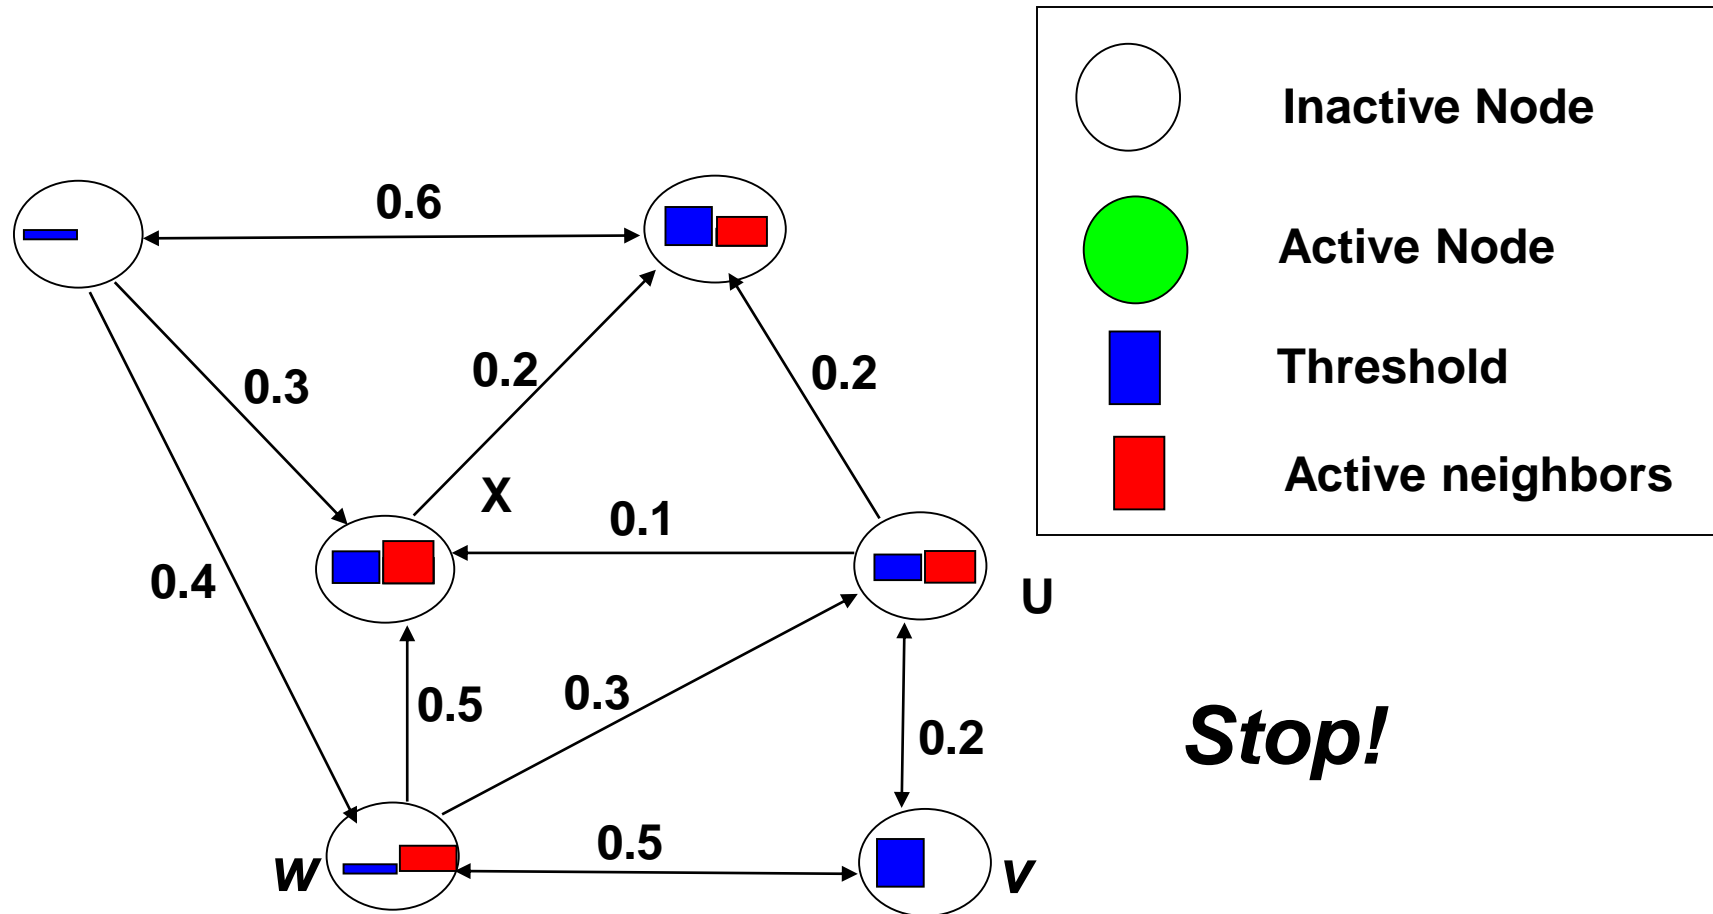 Inactive Node
Active Node
Threshold
Active neighbors
0.6
0.3
0.2
0.2
X
0.1
0.4
U
0.5
0.3
0.2
Stop!
0.5
w
v